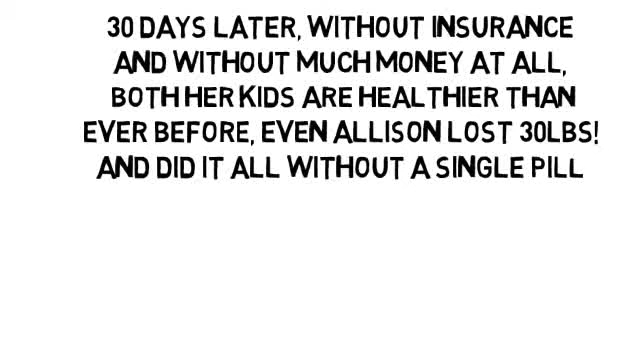 30 DAYS LATER, WITHOUT INSURANCE
AND WITHOUT MUCH MONEY AT ALL,
BOTH HER KIDS ARE HEALTHIER THAN
EVER BEFORE, EVEN ALLISON LOST 30LBS!
AND DID IT ALL WITHOUT A SINGLE PILL